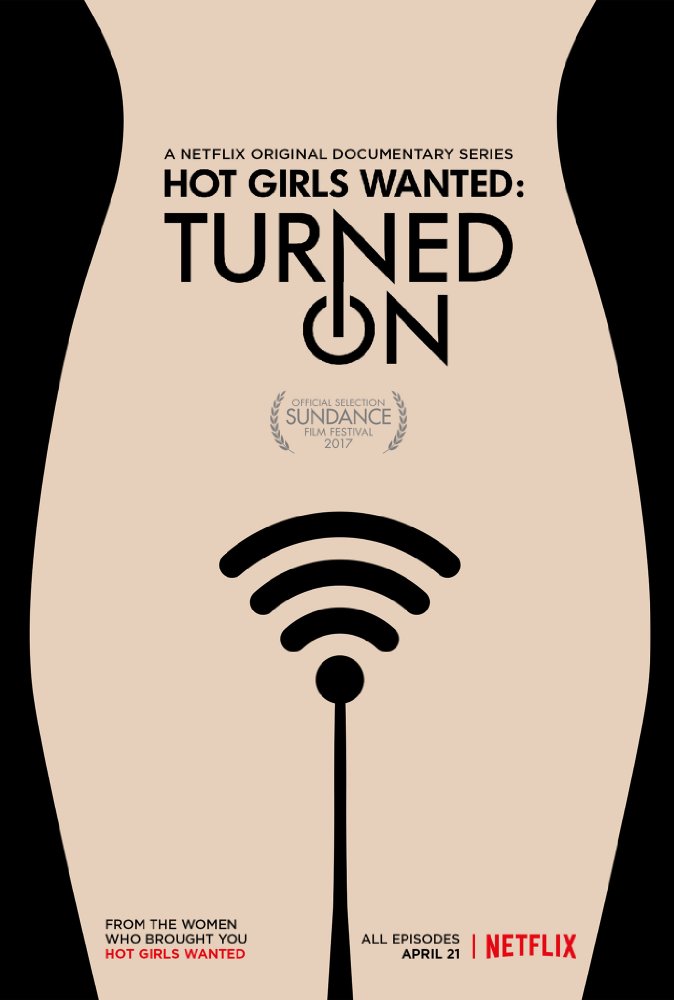 A NETFLIX ORIGINAL DOCUMENTARY SERIES
HOT GIRLS WANTED:
TURNED
ON
OFFICIAL SELECTION
SUNDANCE
FILM FESTIVAL
2017
FROM THE WOMEN
WHO BROUGHT YOU
HOT GIRLS WANTED
ALL EPISODES
APRIL 21
NETFLIX